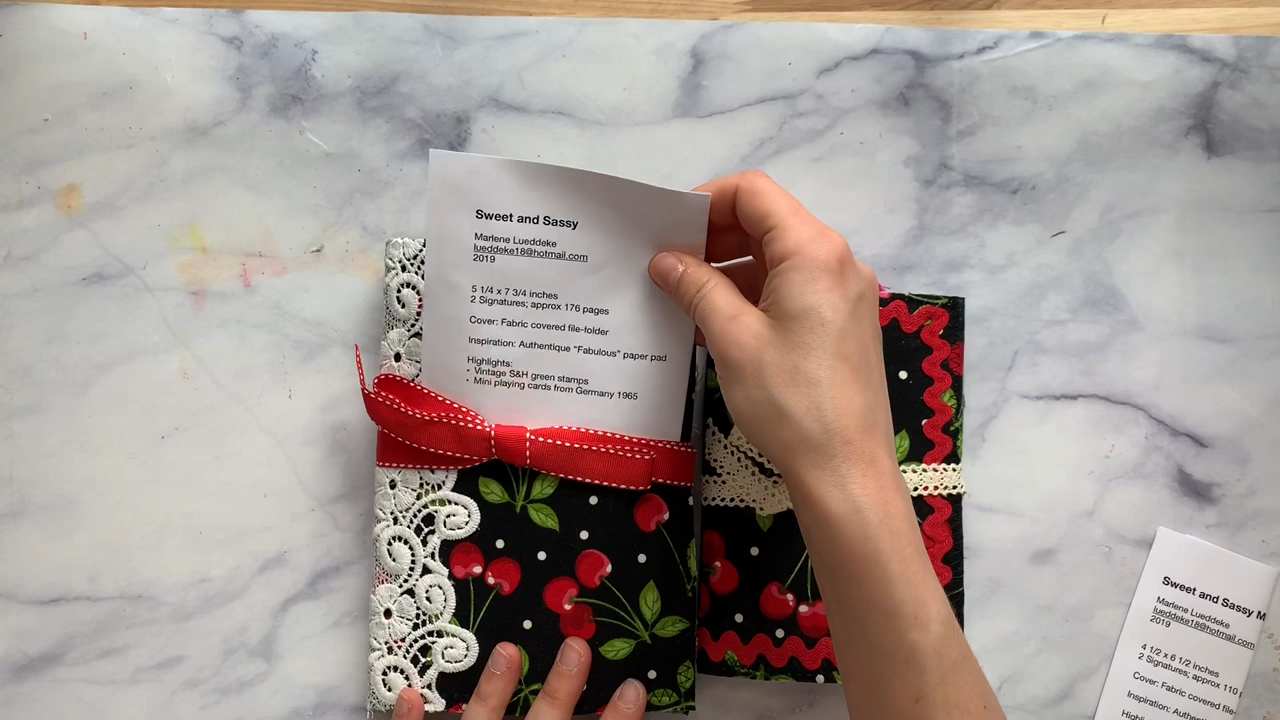 Sweet and Sassy
Marlene Lueddeke
lueddeke18@hotmail.com
2019
5 1/4 x 7 3/4 inches
2 Signatures; approx 176 pages
Cover: Fabric covered file-folder
Inspiration: Authentique "Fabulous" paper pad
Highlights:
• Vintage S&H green stamps
• Mini playing cards from Germany 1965
Sweet and Sassy M
Marlene Lueddeke
lueddeke18@hotmail.com
2019
4 1/2 x 6 1/2 inches
2 Signatures; approx 110
Cover: Fabric covered file-
Inspiration: